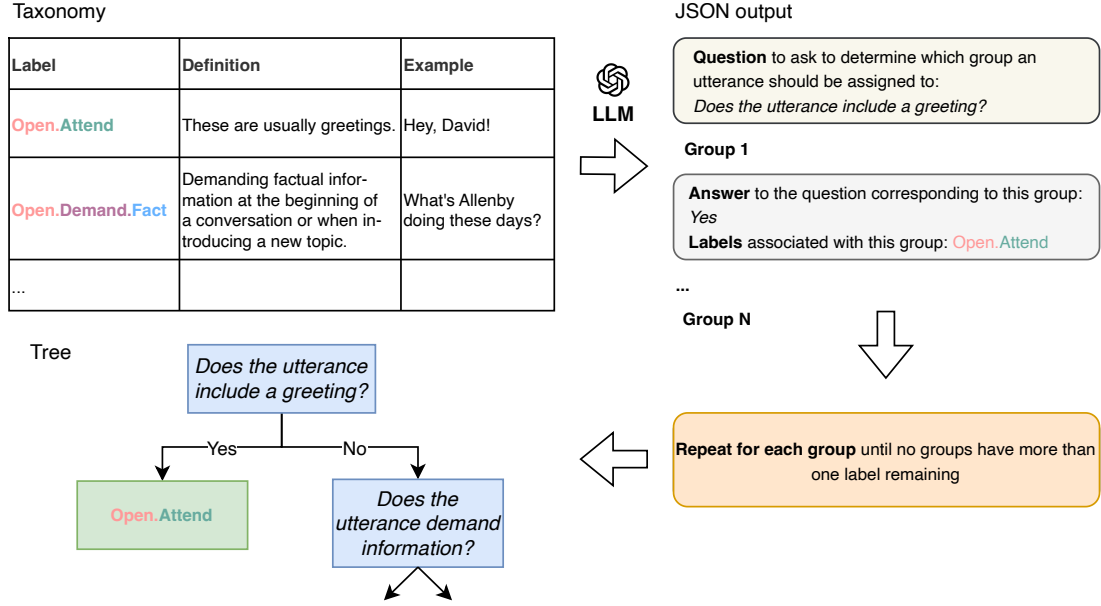 Taxonomy
Label Definition Example
Open.Attend These are usually greetings. Hey, David!
Open.Demand.Fact
Demanding factual infor-
mation at the beginning of
a conversation or when in-
troducing a new topic.
What's Allenby
doing these days?
...
LLM
JSON output
Question to ask to determine which group an
utterance should be assigned to:
Does the utterance include a greeting?
Group 1
Answer to the question corresponding to this group:
Yes
Labels associated with this group: Open.Attend
...
Group N
Repeat for each group until no groups have more than
one label remaining
Tree
Does the utterance
include a greeting?
Yes
No
Open.Attend
Does the
utterance demand
information?